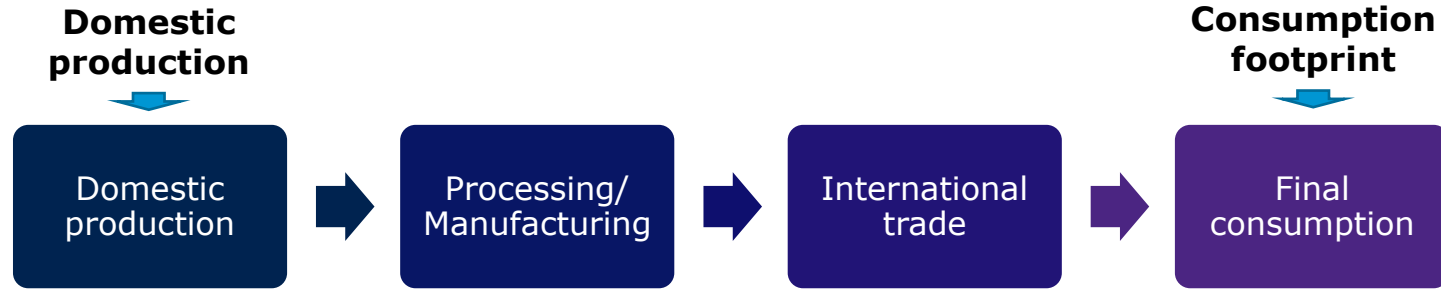 Domestic
production
Consumption
footprint
Domestic
production
Processing/
Manufacturing
International
trade
Final
consumption